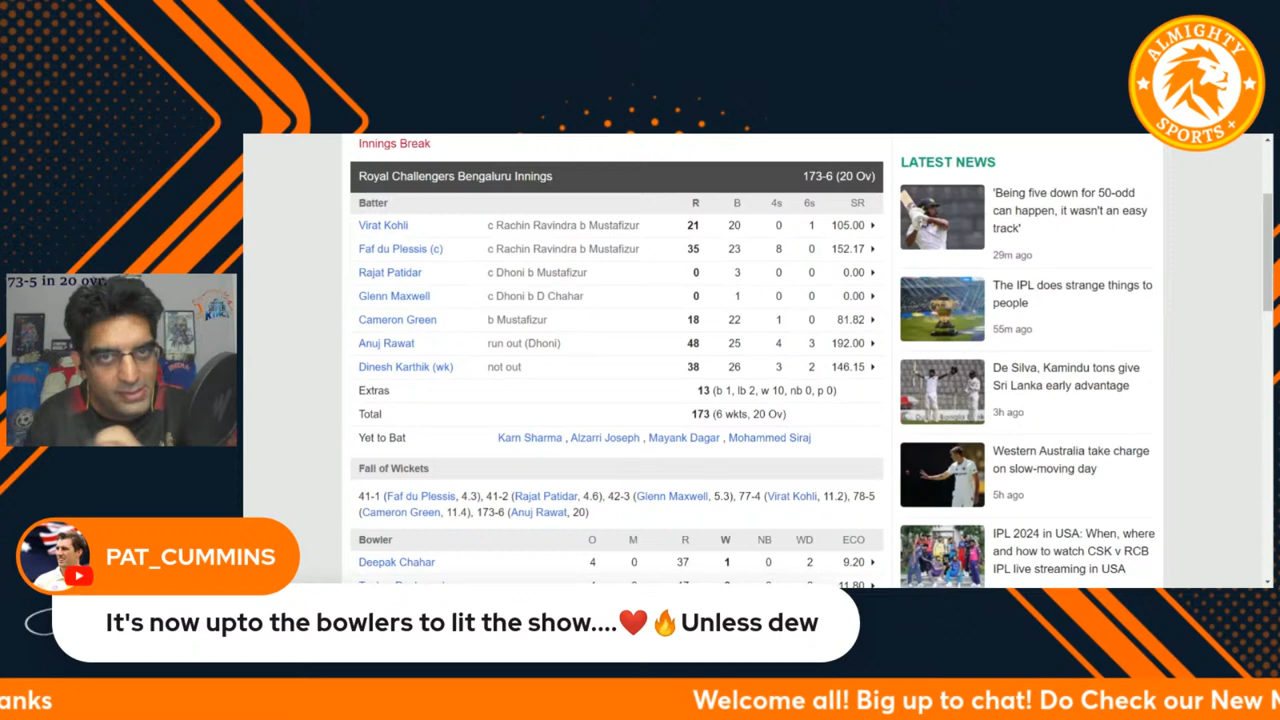 ALMIGHTY
SPORTS+
Innings Break
Royal Challengers Bengaluru Innings 173-6 (20 Ov)
Batter R B 4s 6s SR
Virat Kohli c Rachin Ravindra b Mustafizur 21 20 0 1 105.00
Faf du Plessis (c) c Rachin Ravindra b Mustafizur 35 23 8 0 152.17
Rajat Patidar c Dhoni b Mustafizur 0 3 0 0 0.00
Glenn Maxwell c Dhoni b D Chahar 0 1 0 0 0.00
Cameron Green b Mustafizur 18 22 1 0 81.82
Anuj Rawat run out (Dhoni) 48 25 4 3 192.00
Dinesh Karthik (wk) not out 38 26 3 2 146.15
Extras 13 (b 1, lb 2, w 10, nb 0, p 0)
Total 173 (6 wkts, 20 Ov)
Yet to Bat Karn Sharma , Alzarri Joseph , Mayank Dagar , Mohammed Siraj
Fall of Wickets
41-1 (Faf du Plessis, 4.3), 41-2 (Rajat Patidar, 4.6), 42-3 (Glenn Maxwell, 5.3), 77-4 (Virat Kohli, 11.2), 78-5
(Cameron Green, 11.4), 173-6 (Anuj Rawat, 20)
Bowler O M R W NB WD ECO
Deepak Chahar 4 0 37 1 0 2 9.20
11.80
LATEST NEWS
'Being five down for 50-odd
can happen, it wasn't an easy
track'
29m ago
The IPL does strange things to
people
55m ago
De Silva, Kamindu tons give
Sri Lanka early advantage
3h ago
Western Australia take charge
on slow-moving day
5h ago
IPL 2024 in USA: When, where
and how to watch CSK v RCB
IPL live streaming in USA
73-5 in 20 ovr
PAT_CUMMINS
It's now upto the bowlers to lit the show....❤️🔥Unless dew
anks Welcome all! Big up to chat! Do Check our New